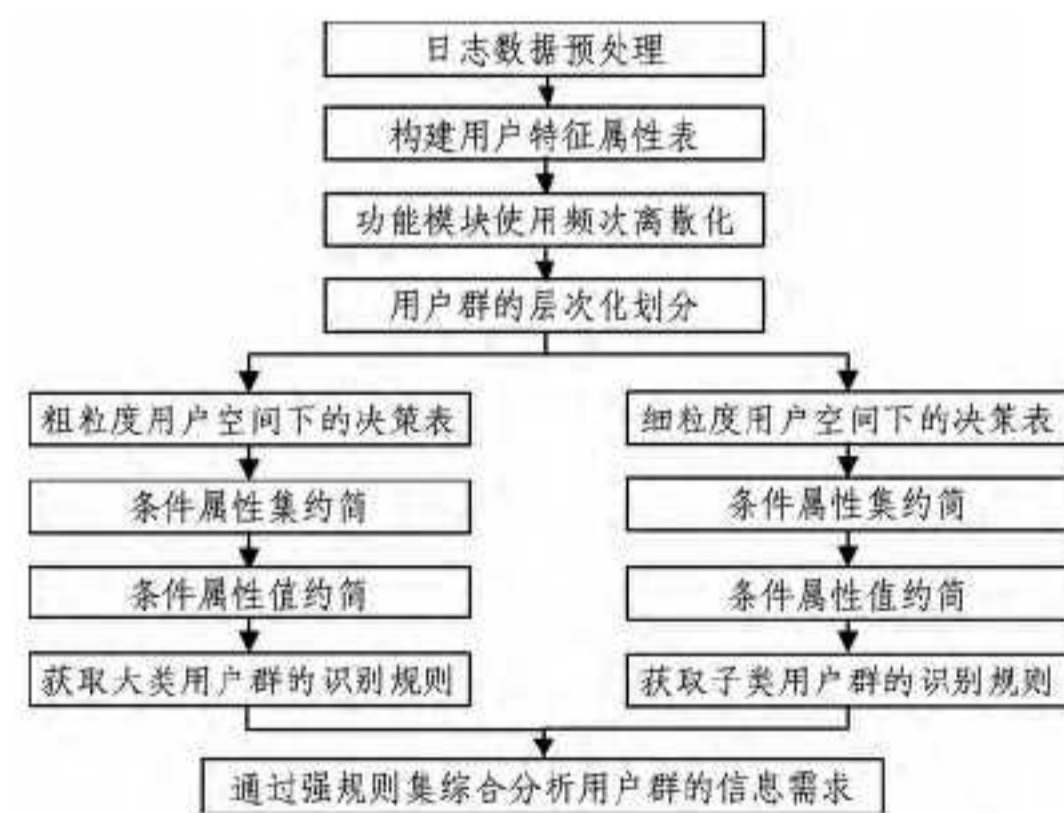 日志数据预处理
构建用户特征属性表
功能模块使用频次离散化
用户群的层次化划分
粗粒度用户空间下的决策表
细粒度用户空间下的决策表
条件属性集约简
条件属性集约简
条件属性值约简
条件属性值约简
获取大类用户群的识别规则
获取子类用户群的识别规则
通过强规则集综合分析用户群的信息需求